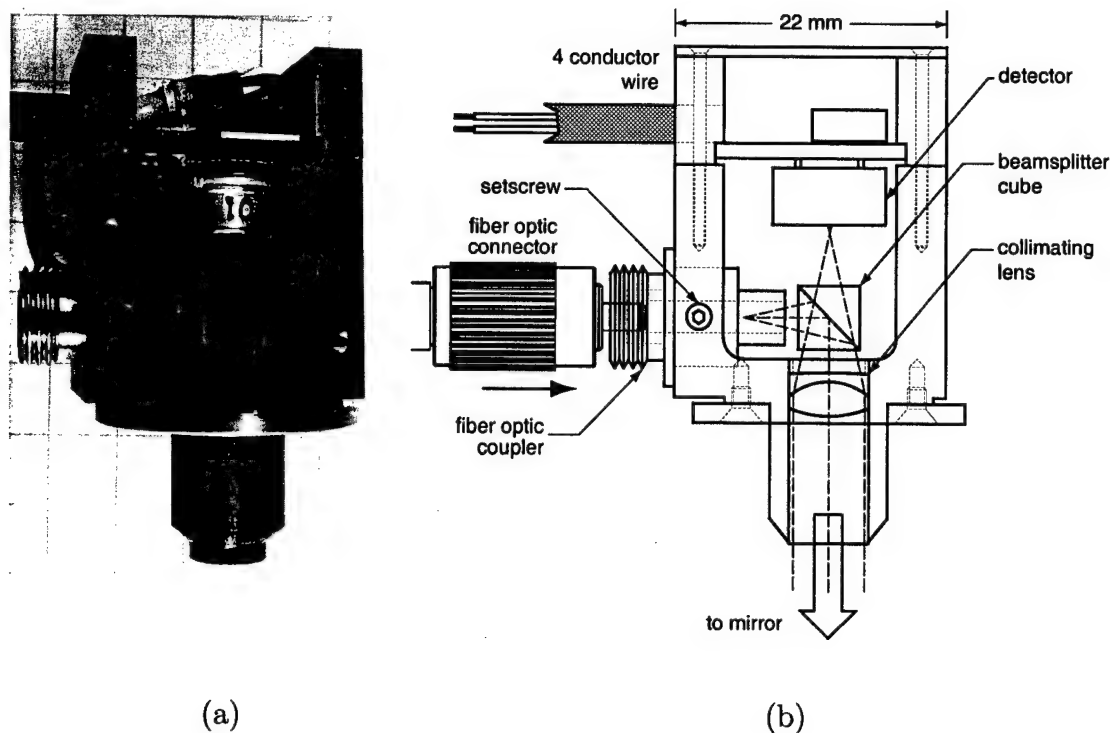 22 mm
4 conductor
wire
detector
beamsplitter
cube
setscrew
fiber optic
connector
collimating
lens
fiber optic
coupler
to mirror
(a)
(b)